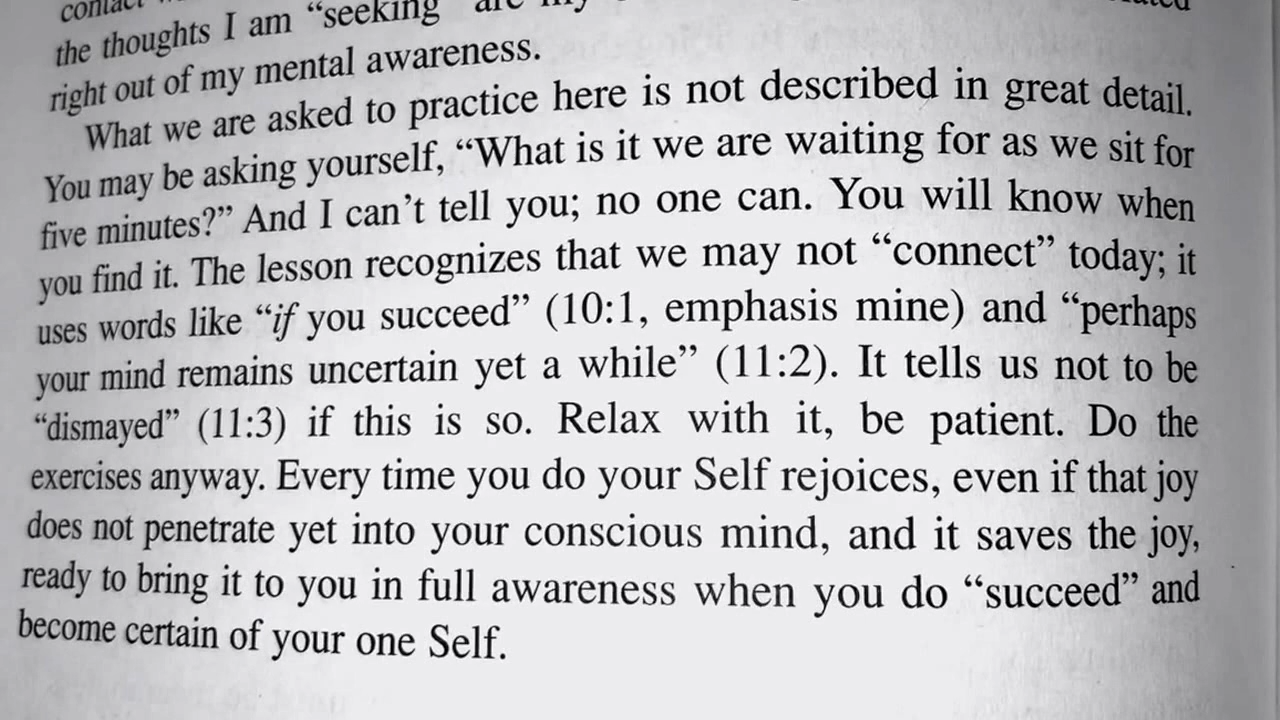 the thoughts I am “seeking”
right out of my mental awareness.
What we are asked to practice here is not described in great detail.
You may be asking yourself, “What is it we are waiting for as we sit for
five minutes?” And I can’t tell you; no one can. You will know when
you find it. The lesson recognizes that we may not “connect” today; it
uses words like “if you succeed” (10:1, emphasis mine) and “perhaps
your mind remains uncertain yet a while” (11:2). It tells us not to be
“dismayed” (11:3) if this is so. Relax with it, be patient. Do the
exercises anyway. Every time you do your Self rejoices, even if that joy
does not penetrate yet into your conscious mind, and it saves the joy,
ready to bring it to you in full awareness when you do “succeed” and
become certain of your one Self.